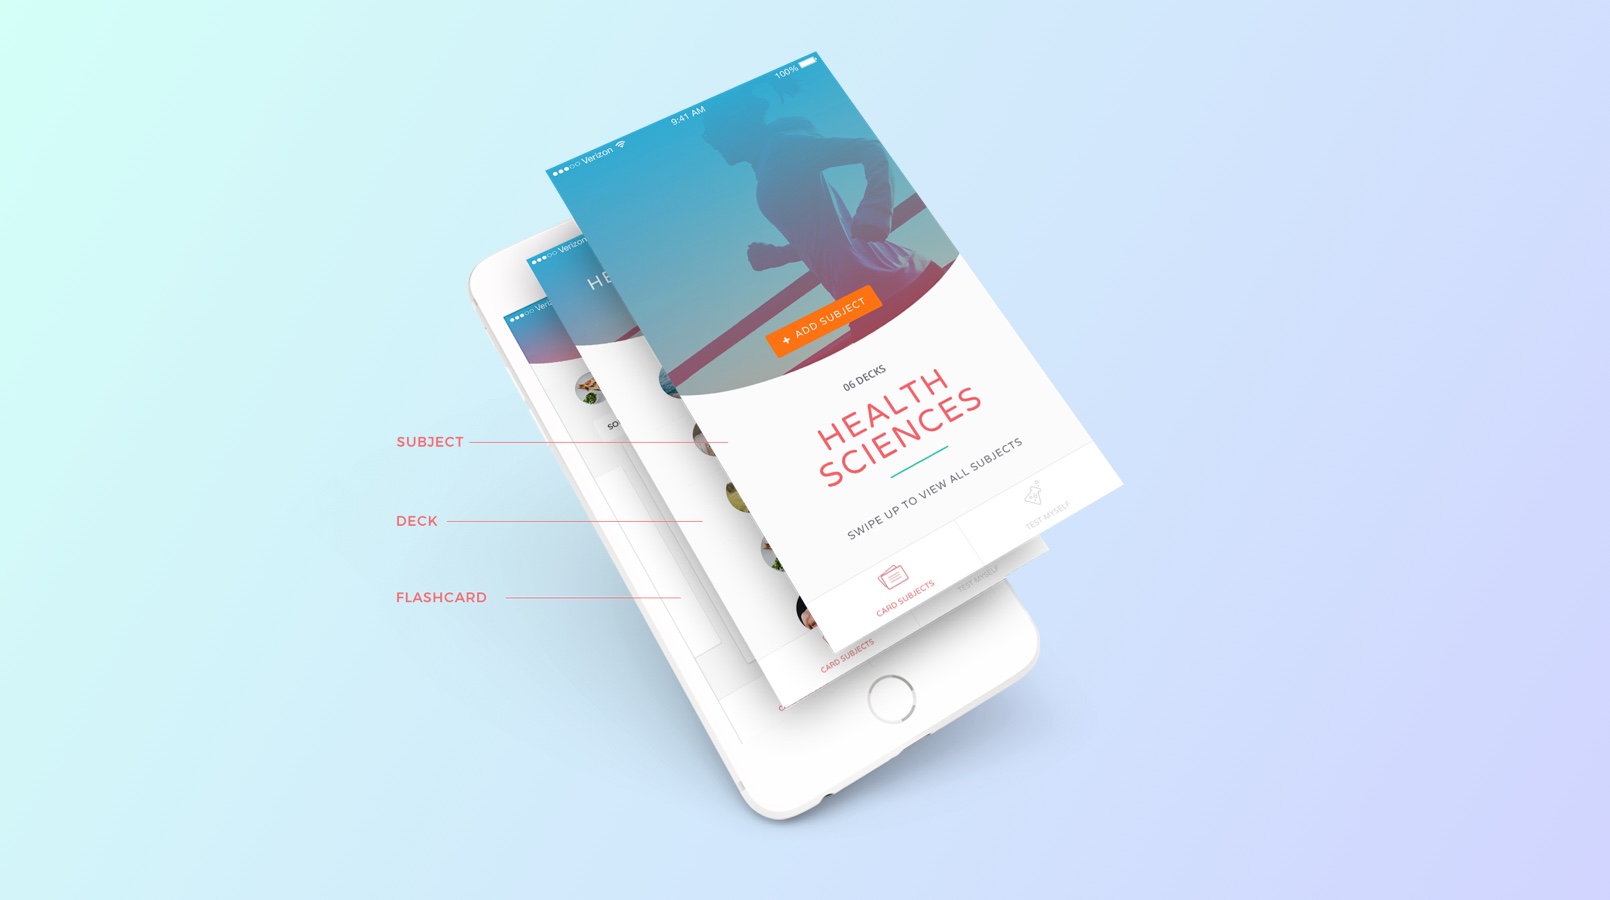 100%
9:41 AM
Verizon
Verizon
HE
Veri
+ ADD SUBJECT
06 DECKS
HEALTH
SCIENCES
SO
SUBJECT
SWIPE UP TO VIEW ALL SUBJECTS
DECK
TEST MYSELF
CARD SUBJECTS
TEST MYSELF
FLASHCARD
CARD SUBJECTS